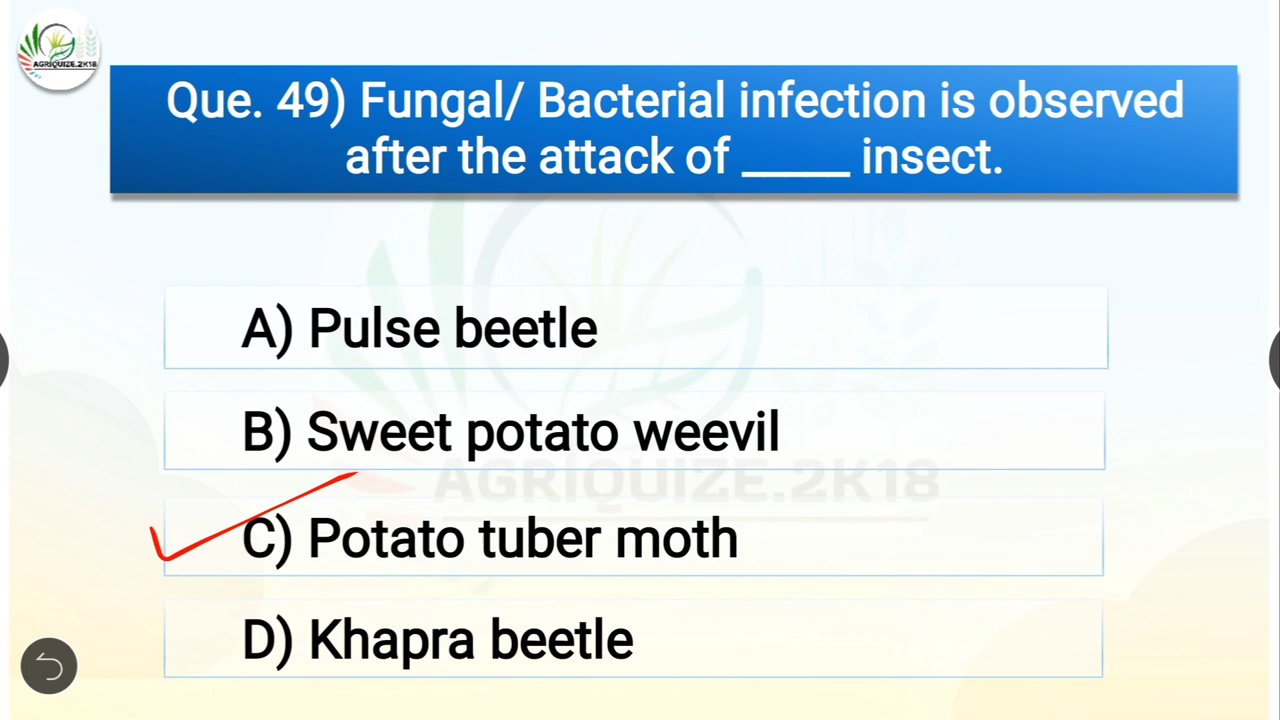 AGRIQUIZE.2K18
Que. 49) Fungal/ Bacterial infection is observed
after the attack of _____ insect.
A) Pulse beetle
B) Sweet potato weevil
AGRIQUIZE.2K18
C) Potato tuber moth
D) Khapra beetle